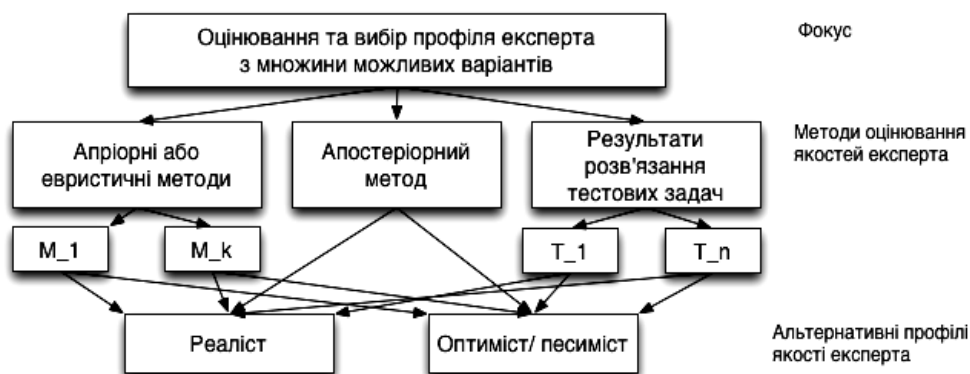 Оцінювання та вибір профіля експерта
з множини можливих варіантів
Фокус
Апріорні або
евристичні методи
Апостеріорний
метод
Результати
розв'язання
тестових задач
Методи оцінювання
якостей експерта
M_1
M_k
T_1
T_n
Реаліст
Оптиміст/ песиміст
Альтернативні профілі
якості експерта